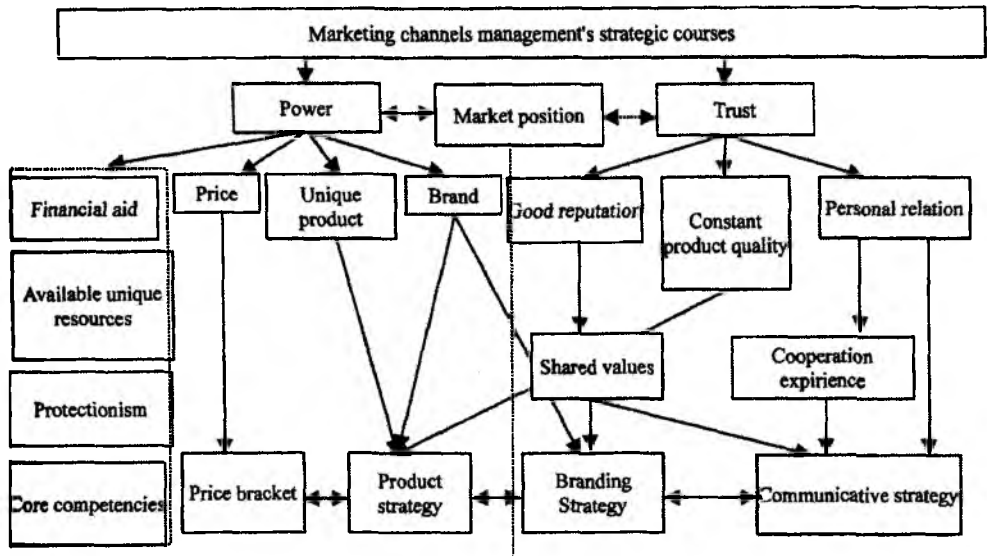 Marketing channels management's strategic courses
Power
Market position
Trust
Financial aid
Price
Unique
product
Brand
Good reputation
Constant
product quality
Personal relation
Available unique
resources
Shared values
Cooperation
expirience
Protectionism
Core competencies
Price bracket
Product
strategy
Branding
Strategy
Communicative strategy